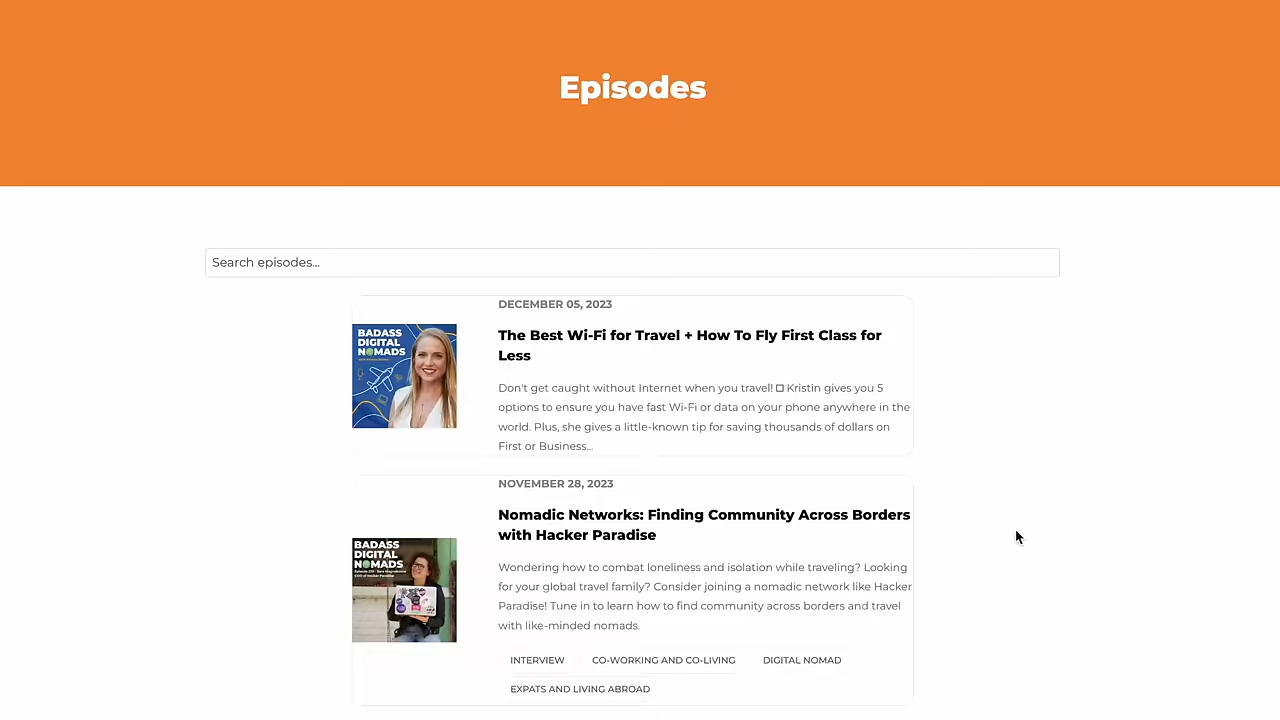 Episodes
Search episodes...
DECEMBER 05, 2023
BADASS
DIGITAL
NOMADS
The Best Wi-Fi for Travel + How To Fly First Class for
Less
Don't get caught without Internet when you travel! □ Kristin gives you 5
options to ensure you have fast Wi-Fi or data on your phone anywhere in the
world. Plus, she gives a little-known tip for saving thousands of dollars on
First or Business...
NOVEMBER 28, 2023
Nomadic Networks: Finding Community Across Borders
with Hacker Paradise
BADASS
DIGITAL
NOMADS
Wondering how to combat loneliness and isolation while traveling? Looking
for your global travel family? Consider joining a nomadic network like Hacker
Paradise! Tune in to learn how to find community across borders and travel
with like-minded nomads.
INTERVIEW CO-WORKING AND CO-LIVING DIGITAL NOMAD
EXPATS AND LIVING ABROAD